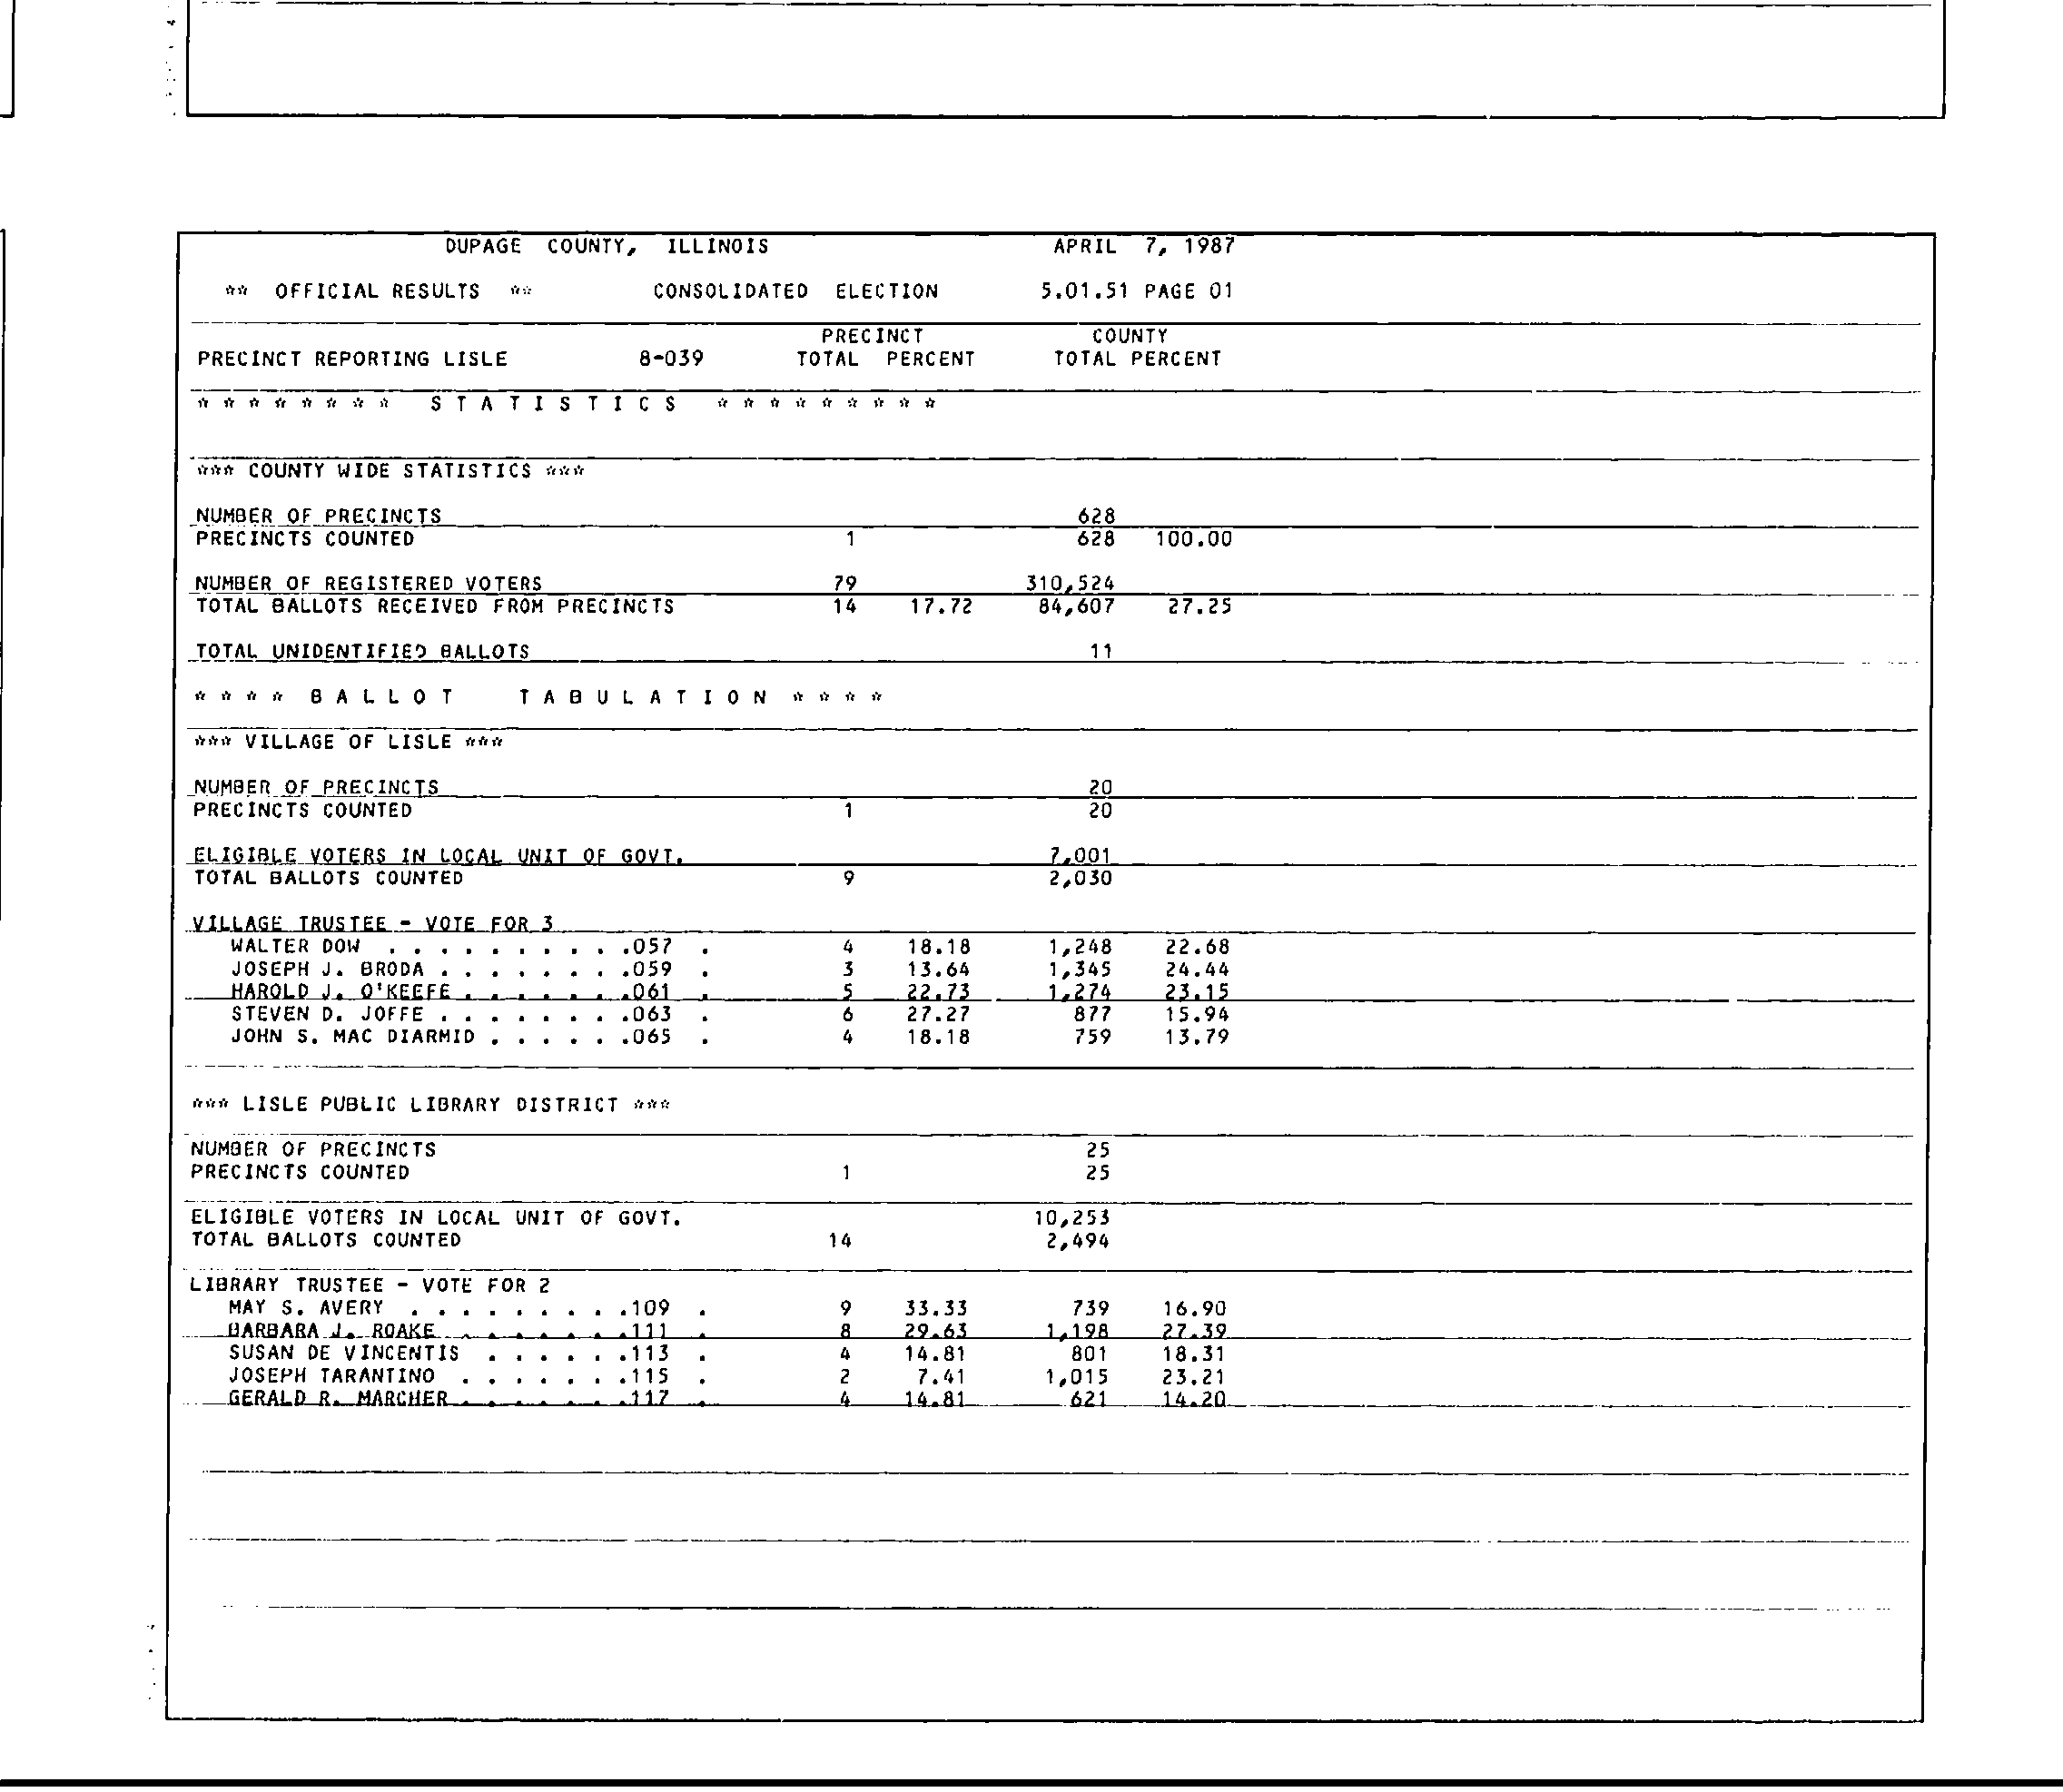 DUPAGE COUNTY, ILLINOIS APRIL 7, 1987
** OFFICIAL RESULTS ** CONSOLIDATED ELECTION 5.01.51 PAGE 01
PRECINCT COUNTY
PRECINCT REPORTING LISLE 8-039 TOTAL PERCENT TOTAL PERCENT
* * * * * * * * S T A T I S T I C S * * * * * * * * *
*** COUNTY WIDE STATISTICS ***
NUMBER OF PRECINCTS 628
PRECINCTS COUNTED 1 628 100.00
NUMBER OF REGISTERED VOTERS 79 310,524
TOTAL BALLOTS RECEIVED FROM PRECINCTS 14 17.72 84,607 27.25
TOTAL UNIDENTIFIED BALLOTS 11
* * * * B A L L O T T A B U L A T I O N * * * *
*** VILLAGE OF LISLE ***
NUMBER OF PRECINCTS 20
PRECINCTS COUNTED 1 20
ELIGIBLE VOTERS IN LOCAL UNIT OF GOVT. 7,001
TOTAL BALLOTS COUNTED 9 2,030
VILLAGE TRUSTEE - VOTE FOR 3
WALTER DOW . . . . . . . . . .057 . 4 18.18 1,248 22.68
JOSEPH J. BRODA . . . . . . . .059 . 3 13.64 1,345 24.44
HAROLD J. O'KEEFE . . . . . . .061 . 5 22.73 1,274 23.15
STEVEN D. JOFFE . . . . . . . .063 . 6 27.27 877 15.94
JOHN S. MAC DIARMID . . . . . .065 . 4 18.18 759 13.79
*** LISLE PUBLIC LIBRARY DISTRICT ***
NUMBER OF PRECINCTS 25
PRECINCTS COUNTED 1 25
ELIGIBLE VOTERS IN LOCAL UNIT OF GOVT. 10,253
TOTAL BALLOTS COUNTED 14 2,494
LIBRARY TRUSTEE - VOTE FOR 2
MAY S. AVERY . . . . . . . . .109 . 9 33.33 739 16.90
BARBARA J. ROAKE . . . . . . .111 . 8 29.63 1,198 27.39
SUSAN DE VINCENTIS . . . . . .113 . 4 14.81 801 18.31
JOSEPH TARANTINO . . . . . . .115 . 2 7.41 1,015 23.21
GERALD R. MARCHER . . . . . . .117 . 4 14.81 621 14.20